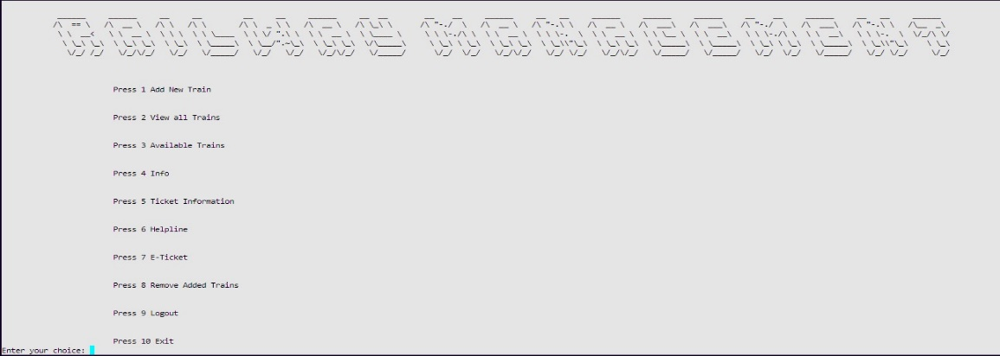 RAILWAY MANAGEMENT
Press 1 Add New Train
Press 2 View all Trains
Press 3 Available Trains
Press 4 Info
Press 5 Ticket Information
Press 6 Helpline
Press 7 E-Ticket
Press 8 Remove Added Trains
Press 9 Logout
Press 10 Exit
Enter your choice: